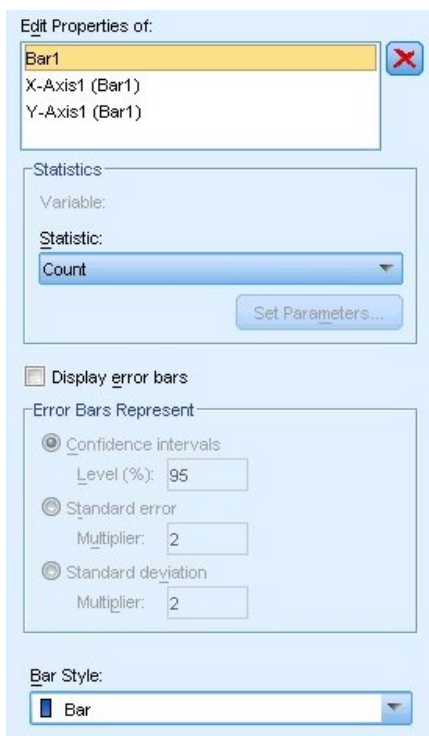 Edit Properties of:
Bar1
X-Axis1 (Bar1)
Y-Axis1 (Bar1)
Statistics
Variable:
Statistic:
Count
Set Parameters...
Display error bars
Error Bars Represent
Confidence intervals
Level (%): 95
Standard error
Multiplier: 2
Standard deviation
Multiplier: 2
Bar Style:
Bar